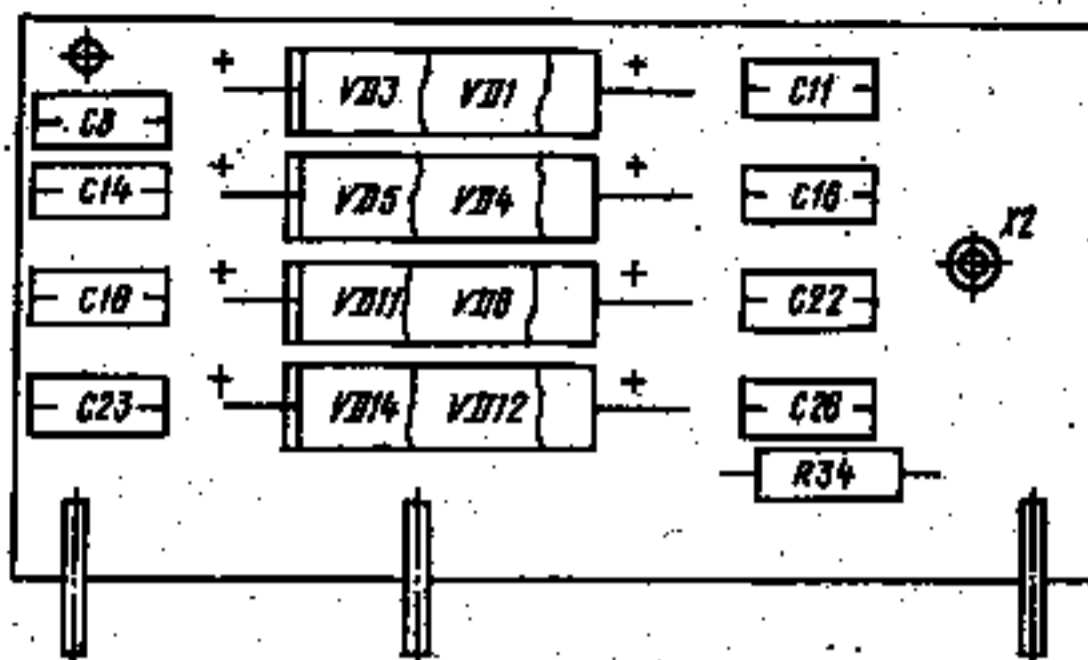 + VD3 VD1 + C11
C8
+ VD5 VD4 + C16
C14
X2
C18 + VD11 VD8 + C22
C23 + VD14 VD12 + C26
R34